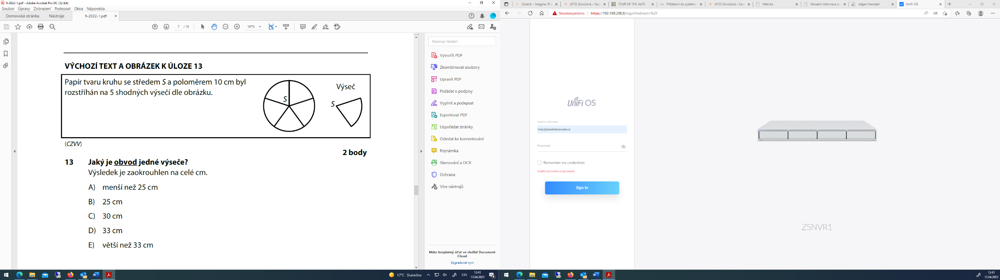 9-2022-1.pdf - Adobe Acrobat Pro DC (32-bit)
Soubor Úpravy Zobrazení Podepsat Okna Nápověda
Domovská stránka Nástroje 9-2022-1.pdf ×
7 / 10 167%
VÝCHOZÍ TEXT A OBRÁZEK K ÚLOZE 13
Papír tvaru kruhu se středem S a poloměrem 10 cm byl
rozstříhán na 5 shodných výsečí dle obrázku.
S
Výseč
S
(CZVV)
2 body
13 Jaký je obvod jedné výseče?
Výsledek je zaokrouhlen na celé cm.
A) menší než 25 cm
B) 25 cm
C) 30 cm
D) 33 cm
E) větší než 33 cm
Nástroje hledání
Vytvořit PDF
Zkombinovat soubory
Upravit PDF
Požádat o podpisy
Vyplnit a podepsat
Exportovat PDF
Uspořádat stránky
Odeslat ke komentování
Poznámka
Skenování a OCR
Ochrana
Více nástrojů
Máte bezplatný účet ve službě Document
Cloud
Upgradovat nyní
17°C Slunečno CES 13:41
13.04.2022
4
Scratch - Imagine, Pro (475) Doručené – Sezn TOUR OF THE ALPS Přihlášení do systému (473) Doručené – Sezn Matrika Aktuální informace pr edge://newtab/ UniFi OS
Nezabezpečeno https://192.168.200.8/login?redirect=%2F
UniFi OS
Email or Username
holy@zsodolenavoda.cz
Password
Remember my credentials
Invalid username or password
Sign In
ZSNVR1
13:41
13.04.2022